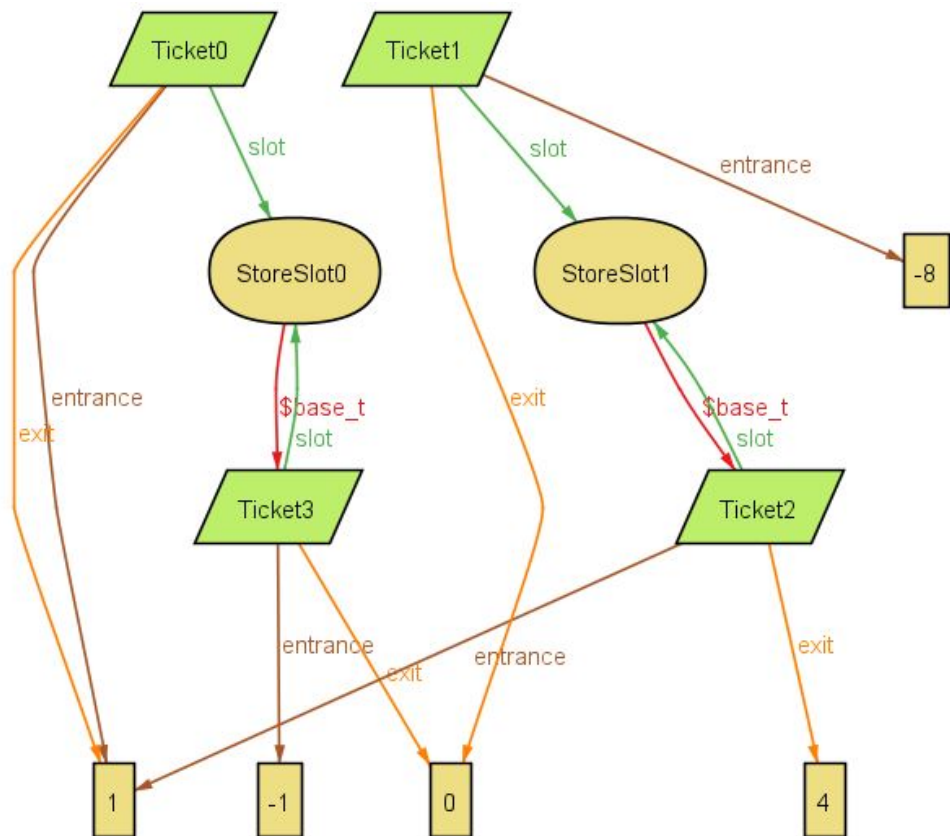 Ticket0
Ticket1
slot
slot
entrance
StoreSlot0
StoreSlot1
-8
entrance
exit
exit
$base_t
slot
$base_t
slot
Ticket3
Ticket2
entrance
exit
entrance
exit
1
-1
0
4